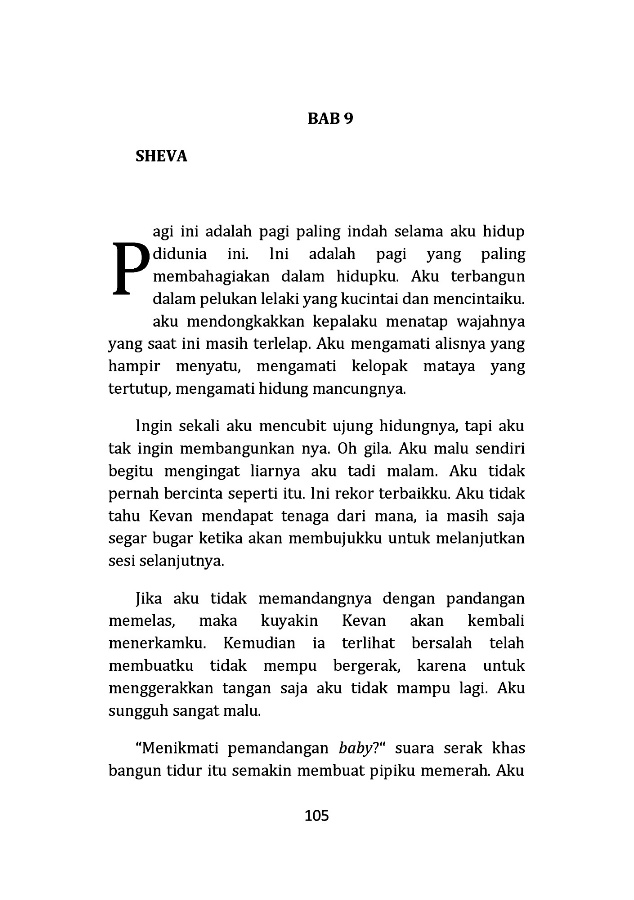 BAB 9
SHEVA
Pagi ini adalah pagi paling indah selama aku hidup
didunia ini. Ini adalah pagi yang paling
membahagiakan dalam hidupku. Aku terbangun
dalam pelukan lelaki yang kucintai dan mencintaiku.
aku mendongkakkan kepalaku menatap wajahnya
yang saat ini masih terlelap. Aku mengamati alisnya yang
hampir menyatu, mengamati kelopak mataya yang
tertutup, mengamati hidung mancungnya.
Ingin sekali aku mencubit ujung hidungnya, tapi aku
tak ingin membangunkan nya. Oh gila. Aku malu sendiri
begitu mengingat liarnya aku tadi malam. Aku tidak
pernah bercinta seperti itu. Ini rekor terbaikku. Aku tidak
tahu Kevan mendapat tenaga dari mana, ia masih saja
segar bugar ketika akan membujukku untuk melanjutkan
sesi selanjutnya.
Jika aku tidak memandangnya dengan pandangan
memelas, maka kuyakin Kevan akan kembali
menerkamku. Kemudian ia terlihat bersalah telah
membuatku tidak mempu bergerak, karena untuk
menggerakkan tangan saja aku tidak mampu lagi. Aku
sungguh sangat malu.
“Menikmati pemandangan baby?“ suara serak khas
bangun tidur itu semakin membuat pipiku memerah. Aku
105